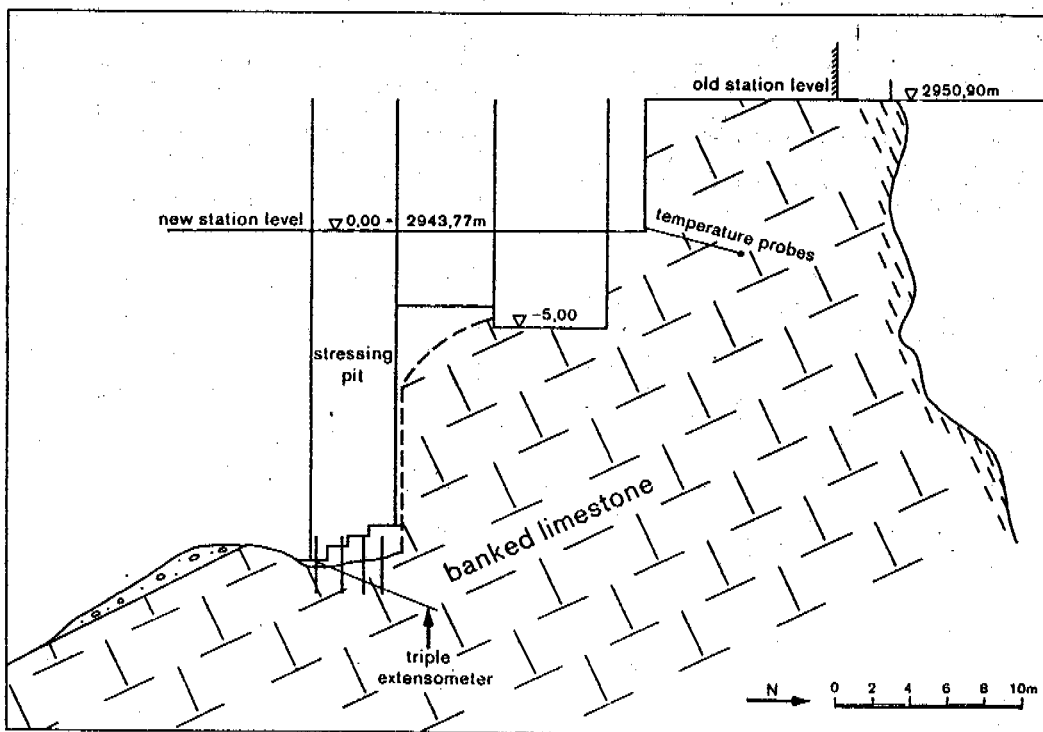 old station level
2950,90m
new station level
0,00 = 2943,77m
temperature probes
-5,00
stressing
pit
banked limestone
triple
extensometer
N
0 2 4 6 8 10m